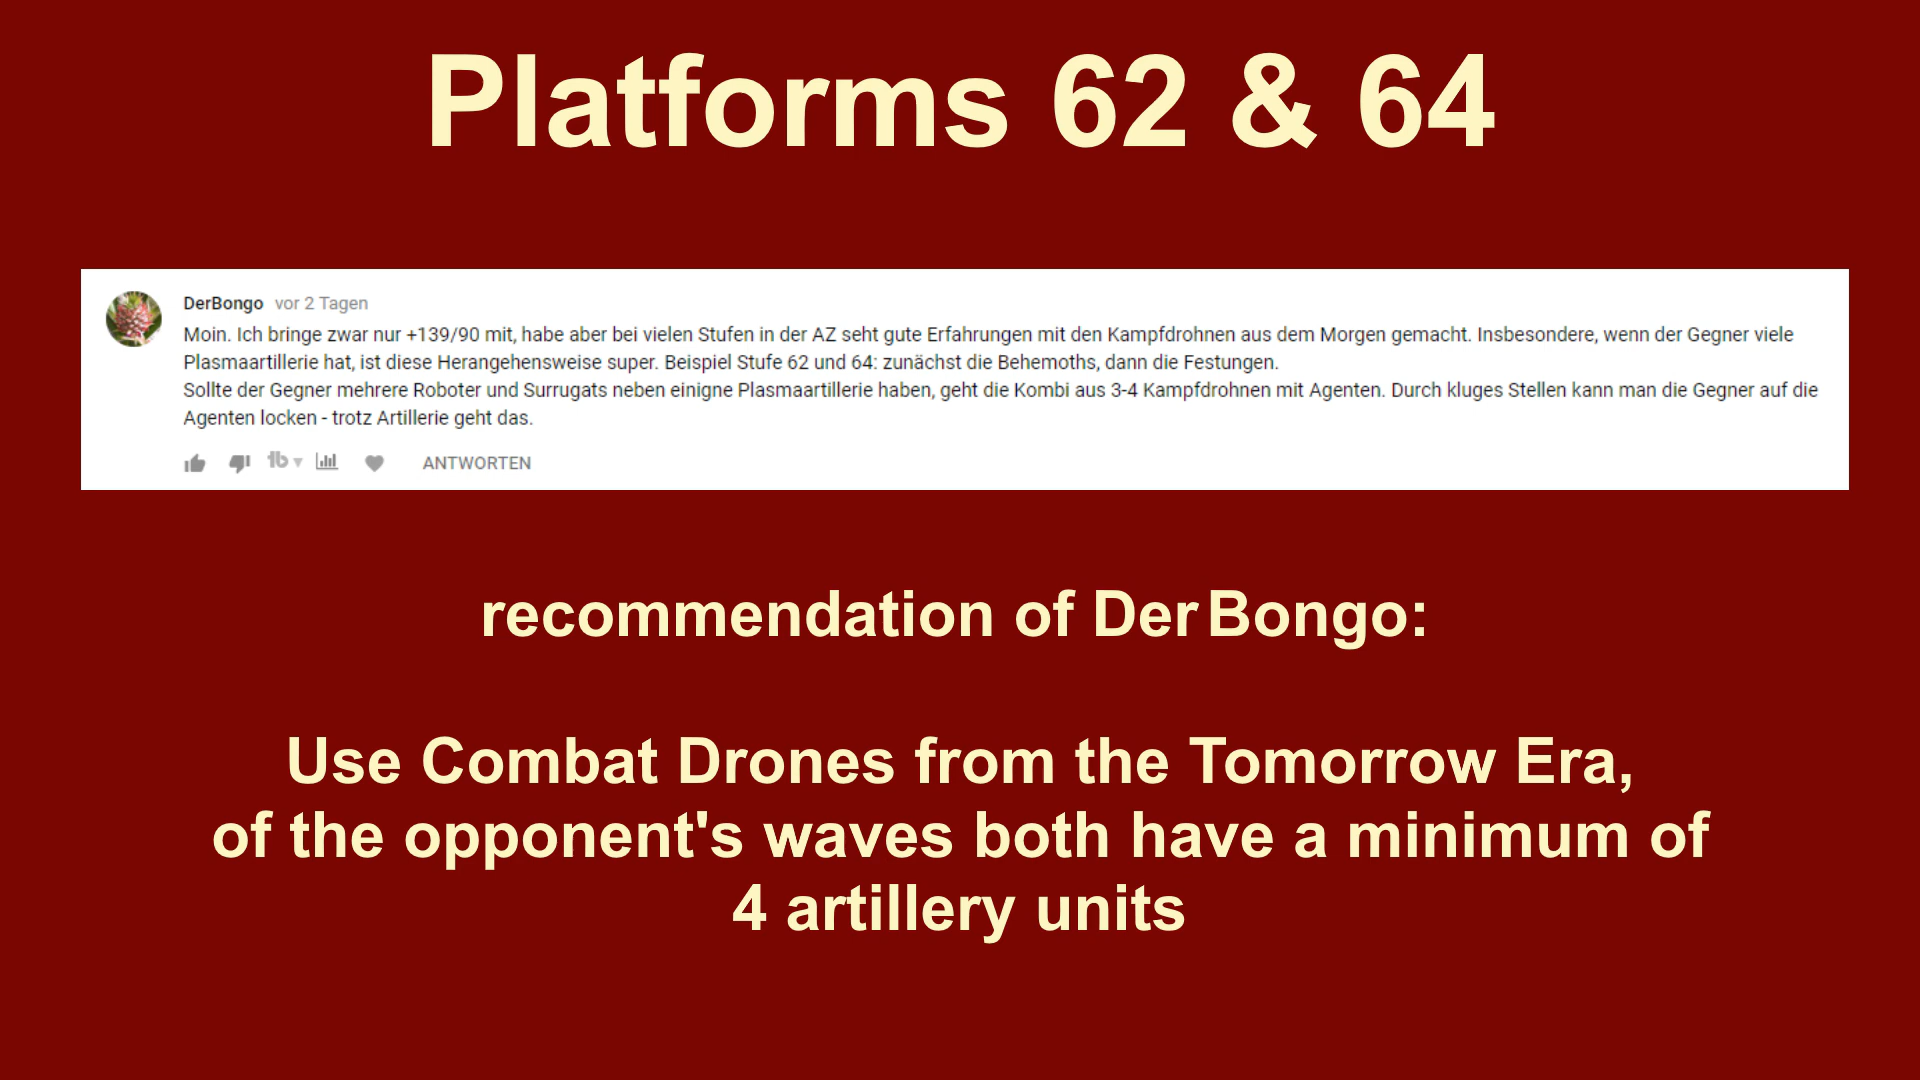 Platforms 62 & 64
DerBongo vor 2 Tagen
Moin. Ich bringe zwar nur +139/90 mit, habe aber bei vielen Stufen in der AZ seht gute Erfahrungen mit den Kampfdrohnen aus dem Morgen gemacht. Insbesondere, wenn der Gegner viele
Plasmaartillerie hat, ist diese Herangehensweise super. Beispiel Stufe 62 und 64: zunächst die Behemoths, dann die Festungen.
Sollte der Gegner mehrere Roboter und Surrugats neben einigne Plasmaartillerie haben, geht die Kombi aus 3-4 Kampfdrohnen mit Agenten. Durch kluges Stellen kann man die Gegner auf die
Agenten locken - trotz Artillerie geht das.
tb ANTWORTEN
recommendation of DerBongo:
Use Combat Drones from the Tomorrow Era,
of the opponent's waves both have a minimum of
4 artillery units